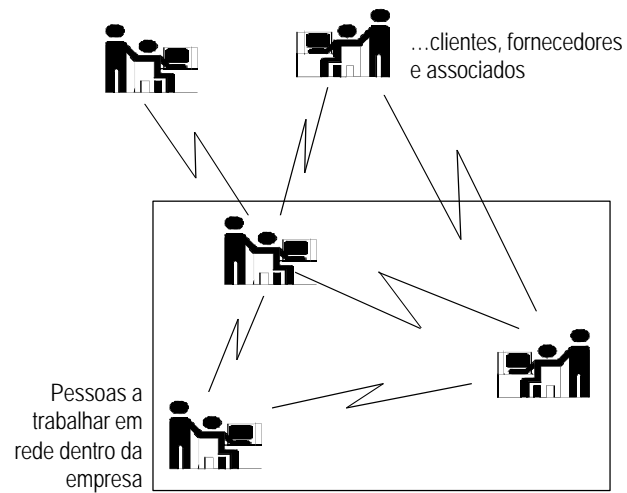 …clientes, fornecedores
e associados
Pessoas a
trabalhar em
rede dentro da
empresa